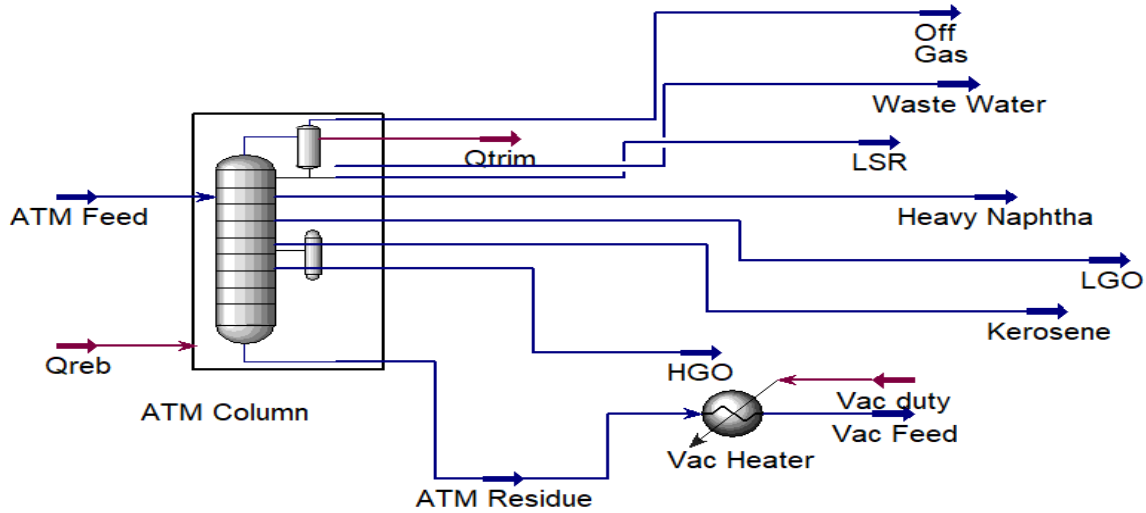 Off
Gas
Waste Water
Qtrim
LSR
ATM Feed
Heavy Naphtha
LGO
Kerosene
Qreb
HGO
ATM Column
Vac duty
Vac Feed
Vac Heater
ATM Residue